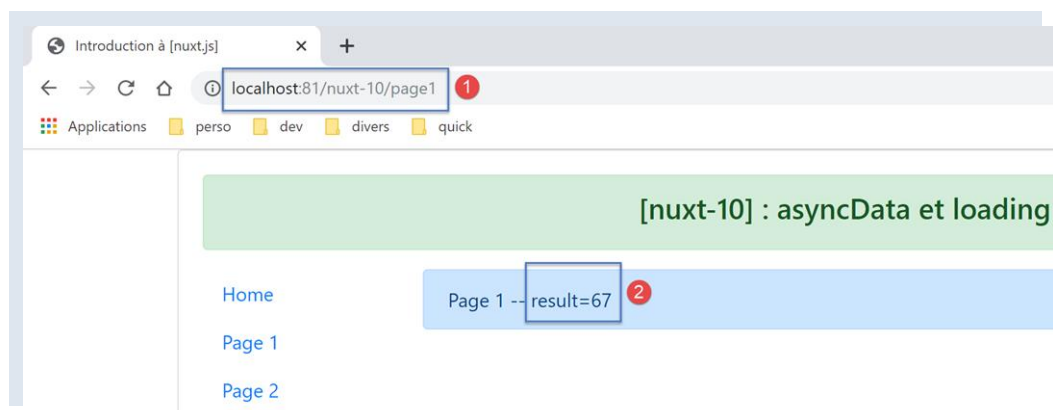 Introduction à [nuxt.js]
localhost:81/nuxt-10/page1 1
Applications perso dev divers quick
[nuxt-10] : asyncData et loading
Home
Page 1 -- result=67 2
Page 1
Page 2